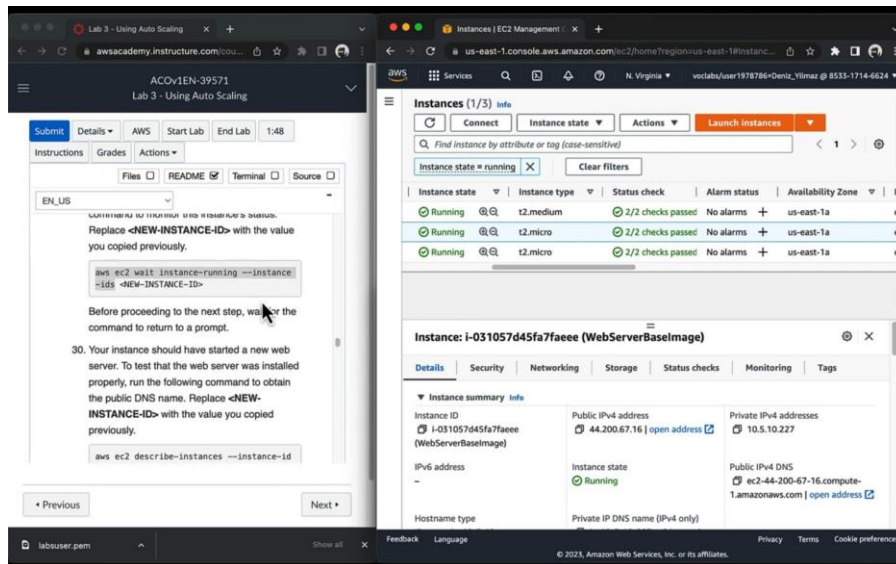 Lab 3 - Using Auto Scaling
awsacademy.instructure.com/cou...
ACOv1EN-39571
Lab 3 - Using Auto Scaling
Submit Details AWS Start Lab End Lab 1:48
Instructions Grades Actions
Files README Terminal Source
EN_US
command to monitor this instance's status.
Replace <NEW-INSTANCE-ID> with the value
you copied previously.
aws ec2 wait instance-running --instance
-ids <NEW-INSTANCE-ID>
Before proceeding to the next step, wait for the
command to return to a prompt.
30. Your instance should have started a new web
server. To test that the web server was installed
properly, run the following command to obtain
the public DNS name. Replace <NEW-
INSTANCE-ID> with the value you copied
previously.
aws ec2 describe-instances --instance-id
Previous Next
labsuser.pem Show all
Instances | EC2 Management C
us-east-1.console.aws.amazon.com/ec2/home?region=us-east-1#Instanc...
aws Services N. Virginia voclabs/user1978786=Deniz_Yilmaz @ 8533-1714-6624
Instances (1/3) Info
Connect Instance state Actions Launch instances
Find instance by attribute or tag (case-sensitive) 1
Instance state = running Clear filters
Instance state Instance type Status check Alarm status Availability Zone
Running t2.medium 2/2 checks passed No alarms + us-east-1a
Running t2.micro 2/2 checks passed No alarms + us-east-1a
Running t2.micro 2/2 checks passed No alarms + us-east-1a
Instance: i-031057d45fa7faeee (WebServerBaseImage)
Details Security Networking Storage Status checks Monitoring Tags
Instance summary Info
Instance ID
i-031057d45fa7faeee
(WebServerBaseImage)
Public IPv4 address
44.200.67.16 | open address
Private IPv4 addresses
10.5.10.227
IPv6 address
–
Instance state
Running
Public IPv4 DNS
ec2-44-200-67-16.compute-
1.amazonaws.com | open address
Hostname type
Private IP DNS name (IPv4 only)
Feedback Language Privacy Terms Cookie preference
© 2023, Amazon Web Services, Inc. or its affiliates.